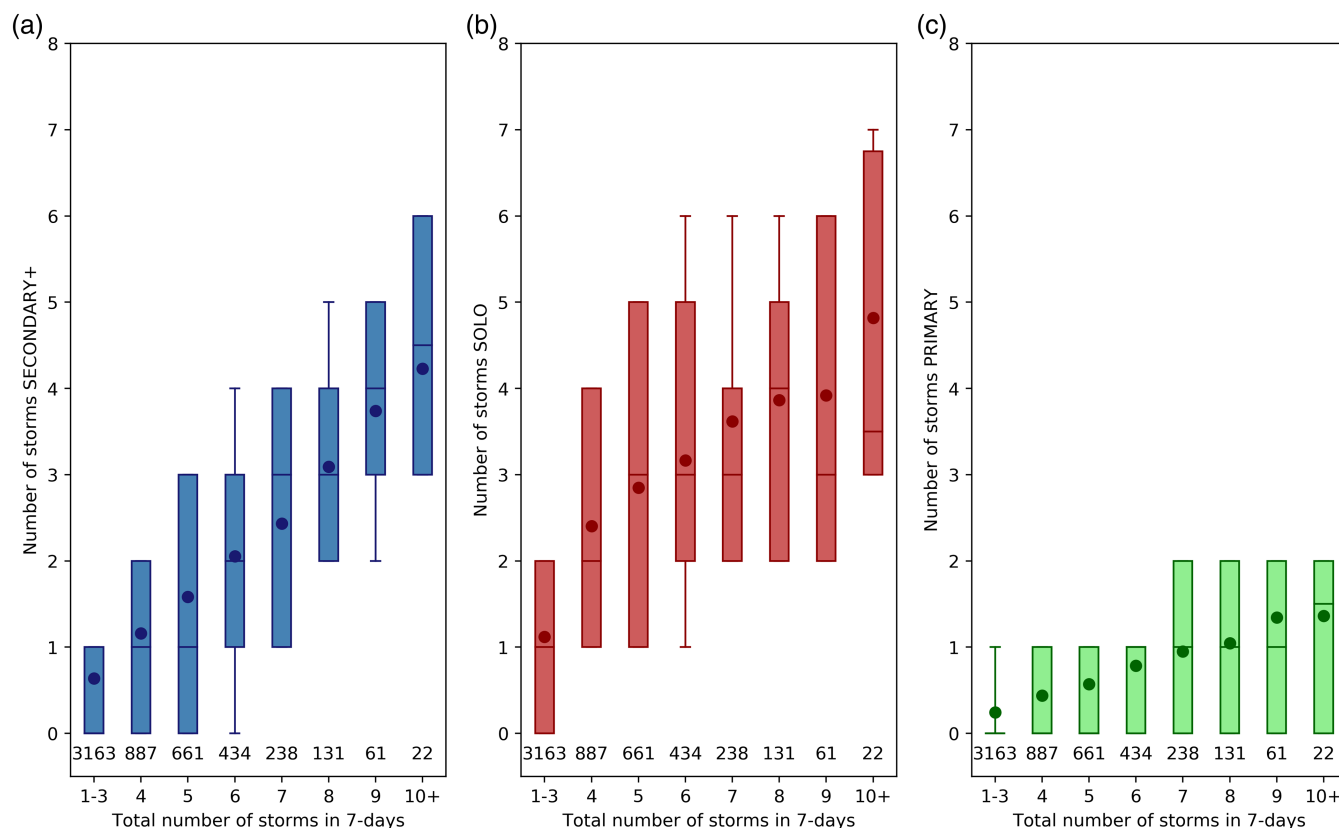 (a)
Number of storms SECONDARY+
8
7
6
5
4
3
2
1
0
3163 887 661 434 238 131 61 22
1-3 4 5 6 7 8 9 10+
Total number of storms in 7-days
(b)
Number of storms SOLO
8
7
6
5
4
3
2
1
0
3163 887 661 434 238 131 61 22
1-3 4 5 6 7 8 9 10+
Total number of storms in 7-days
(c)
Number of storms PRIMARY
8
7
6
5
4
3
2
1
0
3163 887 661 434 238 131 61 22
1-3 4 5 6 7 8 9 10+
Total number of storms in 7-days